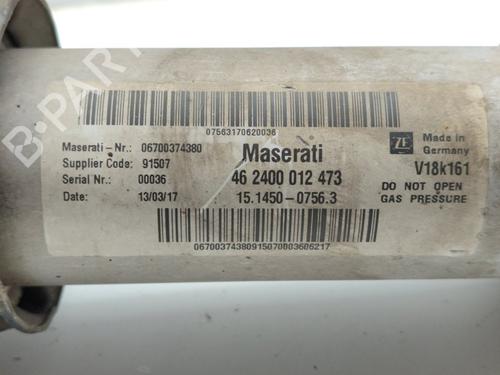 07563170620036
Maserati-Nr.: 06700374380
Supplier Code: 91507
Serial Nr.: 00036
Date: 13/03/17
Maserati
46 2400 012 473
15.1450-0756.3
ZF
Made in
Germany
V18k161
DO NOT OPEN
GAS PRESSURE
06700374380915070003606217
B-PARTS